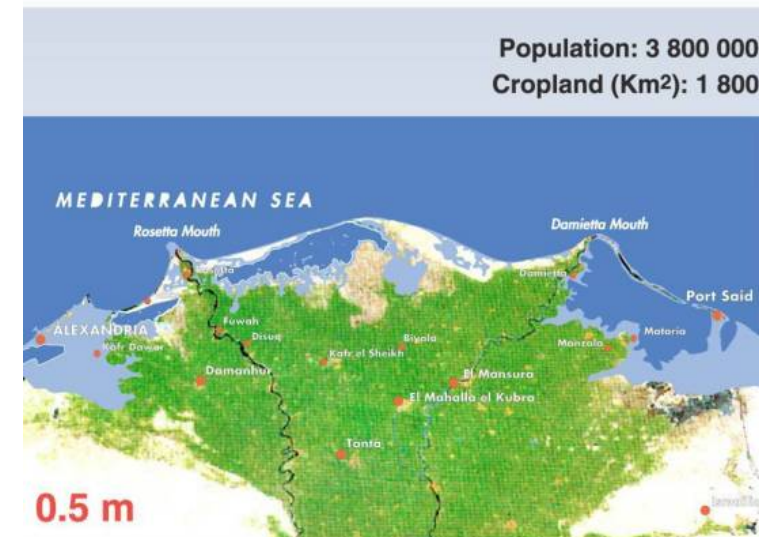 Population: 3 800 000
Cropland (Km2): 1 800
MEDITERRANEAN SEA
Rosetta Mouth
Damietta Mouth
Damietta
Port Said
ALEXANDRIA
Kafr Dawar
Fuwah
Disuq
Kafr el Sheikh
Biyala
Manzala
Mataria
Damanhur
El Mansura
El Mahalla el Kubra
Tanta
0.5 m